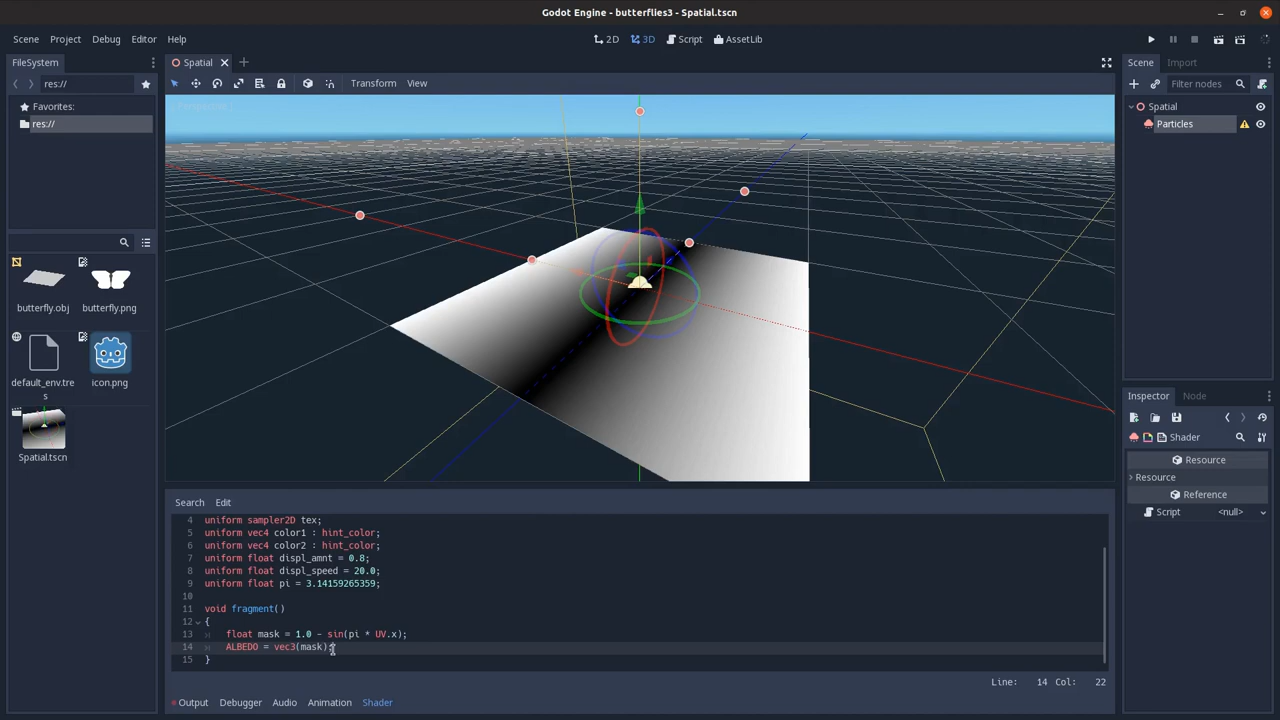 Godot Engine - butterflies3 - Spatial.tscn
Scene Project Debug Editor Help
2D 3D Script AssetLib
FileSystem
Spatial
Scene Import
res://
Transform View
Filter nodes
Favorites:
res://
Spatial
Particles
butterfly.obj butterfly.png
default_env.tre
s
icon.png
Spatial.tscn
Inspector Node
Shader
Resource
Resource
Reference
Script <null>
Search Edit
4 uniform sampler2D tex;
5 uniform vec4 color1 : hint_color;
6 uniform vec4 color2 : hint_color;
7 uniform float displ_amnt = 0.8;
8 uniform float displ_speed = 20.0;
9 uniform float pi = 3.14159265359;
10
11 void fragment()
12 {
13 float mask = 1.0 - sin(pi * UV.x);
14 ALBEDO = vec3(mask);
15 }
Line: 14 Col: 22
Output Debugger Audio Animation Shader